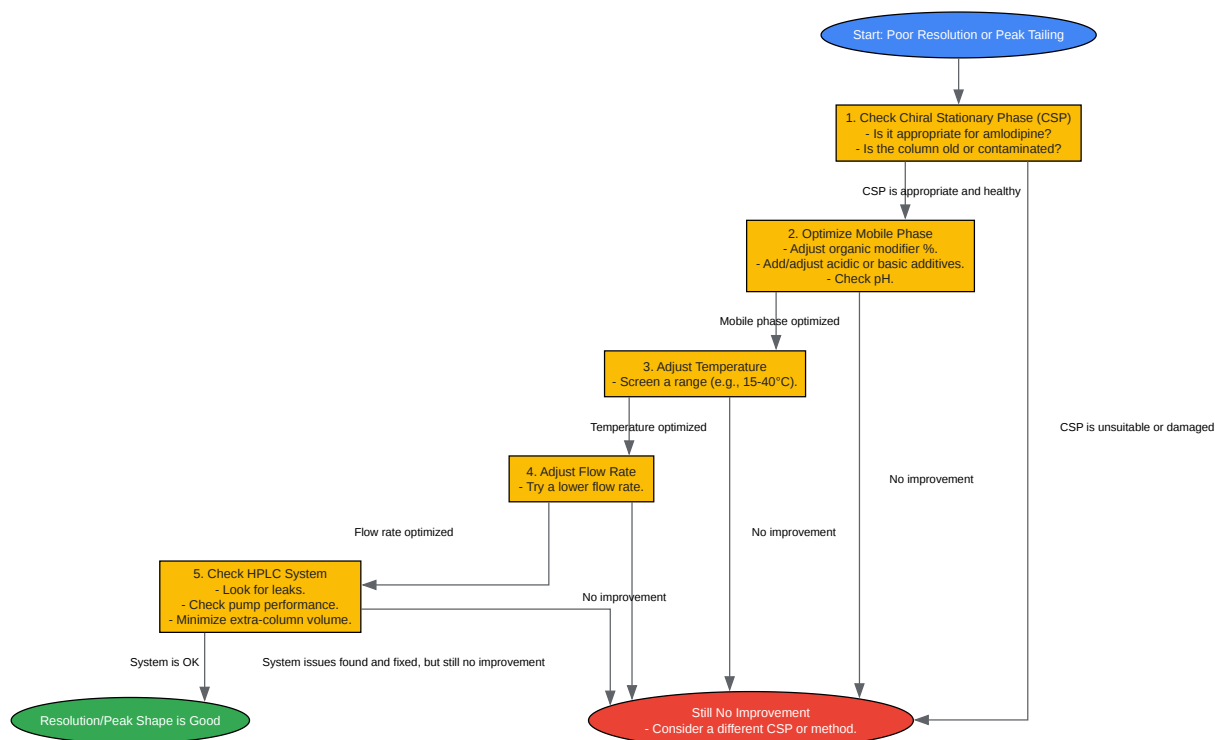 Start: Poor Resolution or Peak Tailing
1. Check Chiral Stationary Phase (CSP)
- Is it appropriate for amlodipine?
- Is the column old or contaminated?
CSP is appropriate and healthy
2. Optimize Mobile Phase
- Adjust organic modifier %.
- Add/adjust acidic or basic additives.
- Check pH.
Mobile phase optimized
3. Adjust Temperature
- Screen a range (e.g., 15-40°C).
Temperature optimized
CSP is unsuitable or damaged
4. Adjust Flow Rate
- Try a lower flow rate.
No improvement
Flow rate optimized
No improvement
5. Check HPLC System
- Look for leaks.
- Check pump performance.
- Minimize extra-column volume.
No improvement
System is OK
System issues found and fixed, but still no improvement
Resolution/Peak Shape is Good
Still No Improvement
- Consider a different CSP or method.